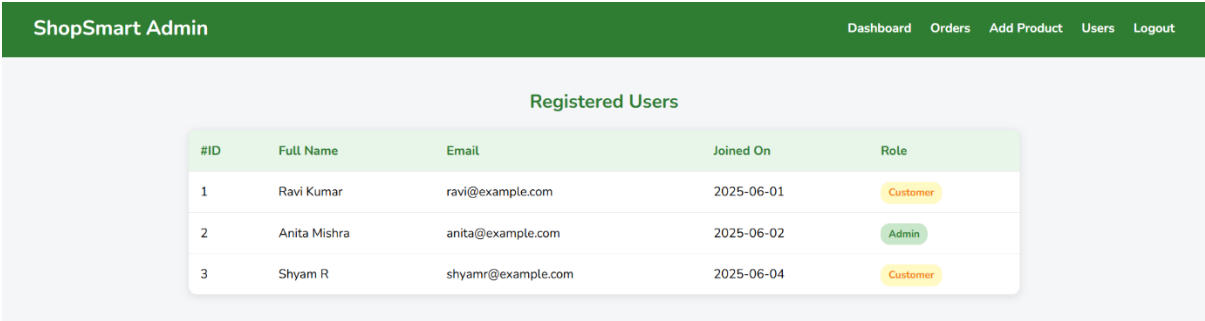 ShopSmart Admin Dashboard Orders Add Product Users Logout
Registered Users
#ID Full Name Email Joined On Role
1 Ravi Kumar ravi@example.com 2025-06-01 Customer
2 Anita Mishra anita@example.com 2025-06-02 Admin
3 Shyam R shyamr@example.com 2025-06-04 Customer